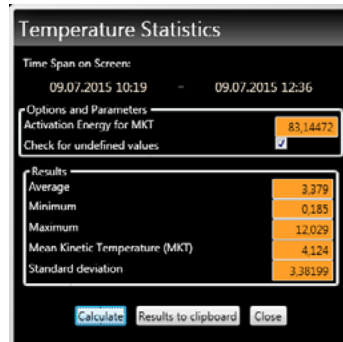 Temperature Statistics
Time Span on Screen:
09.07.2015 10:19 - 09.07.2015 12:36
Options and Parameters
Activation Energy for MKT 83,14472
Check for undefined values
Results
Average 3,379
Minimum 0,185
Maximum 12,029
Mean Kinetic Temperature (MKT) 4,124
Standard deviation 3,38199
Calculate Results to clipboard Close